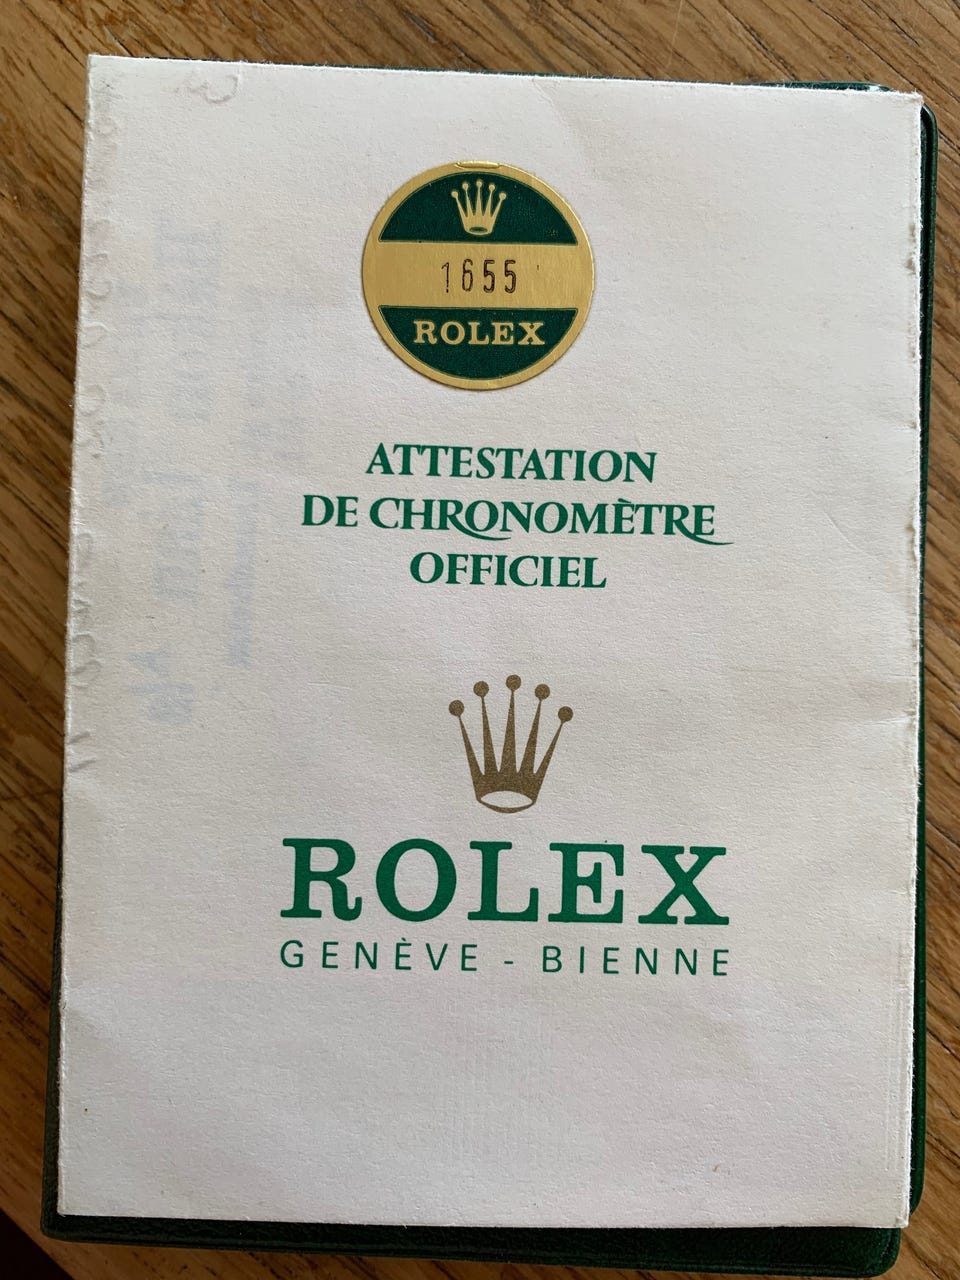 1655
ROLEX
ATTESTATION
DE CHRONOMÈTRE
OFFICIEL
ROLEX
GENÈVE - BIENNE